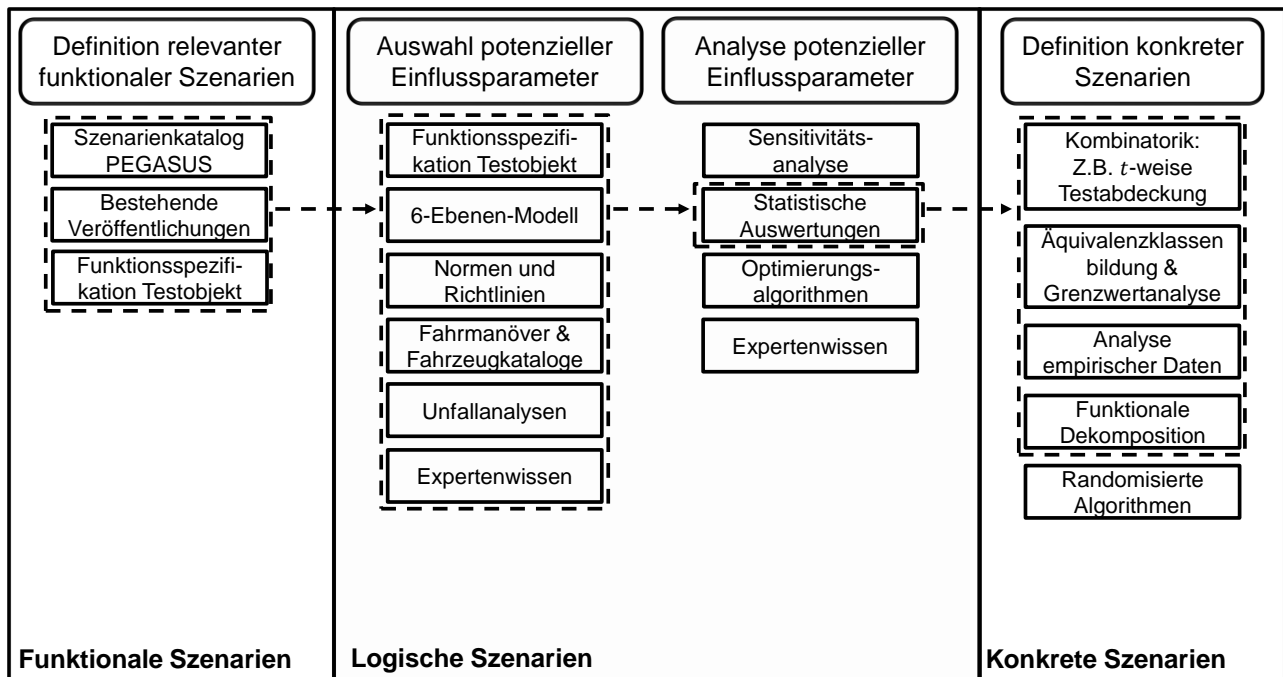 Definition relevanter
funktionaler Szenarien
Szenarienkatalog
PEGASUS
Bestehende
Veröffentlichungen
Funktionsspezifi-
kation Testobjekt
Funktionale Szenarien
Auswahl potenzieller
Einflussparameter
Funktionsspezifi-
kation Testobjekt
6-Ebenen-Modell
Normen und
Richtlinien
Fahrmanöver &
Fahrzeugkataloge
Unfallanalysen
Expertenwissen
Logische Szenarien
Analyse potenzieller
Einflussparameter
Sensitivitäts-
analyse
Statistische
Auswertungen
Optimierungs-
algorithmen
Expertenwissen
Definition konkreter
Szenarien
Kombinatorik:
Z.B. t-weise
Testabdeckung
Äquivalenzklassen
bildung &
Grenzwertanalyse
Analyse
empirischer Daten
Funktionale
Dekomposition
Randomisierte
Algorithmen
Konkrete Szenarien